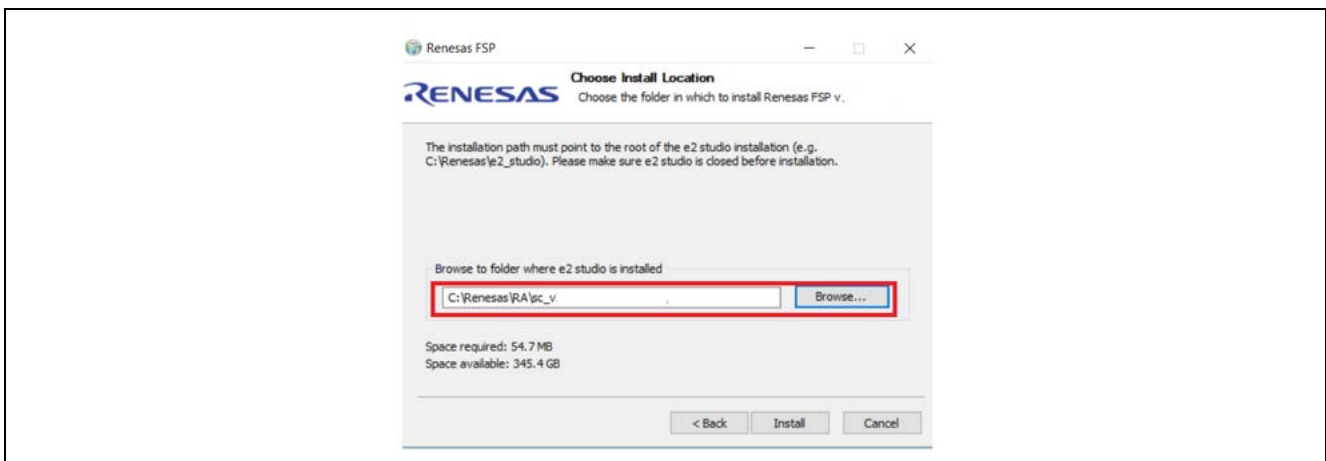 Renesas FSP
RENESAS
Choose Install Location
Choose the folder in which to install Renesas FSP v.
The installation path must point to the root of the e2 studio installation (e.g.
C:\Renesas\e2_studio). Please make sure e2 studio is closed before installation.
Browse to folder where e2 studio is installed
C:\Renesas\RA\sc_v
Browse...
Space required: 54.7 MB
Space available: 345.4 GB
< Back
Install
Cancel